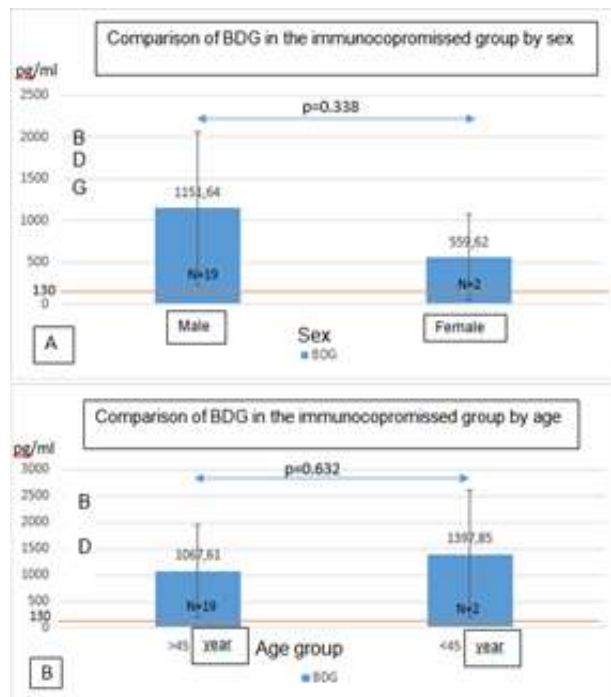 Comparison of BDG in the immunocopromissed group by sex
pg/ml
2500
p=0.338
2000
B
D
1500
G
1151,64
1000
559,62
500
N=19
N=2
130
0
Male
Female
A
Sex
BDG
Comparison of BDG in the immunocopromissed group by age
pg/ml
3000
p=0.632
2500
B
2000
1397,85
1500
D
1067,61
1000
500
N=19
N=2
130
0
>45 year
Age group
<45 year
B
BDG